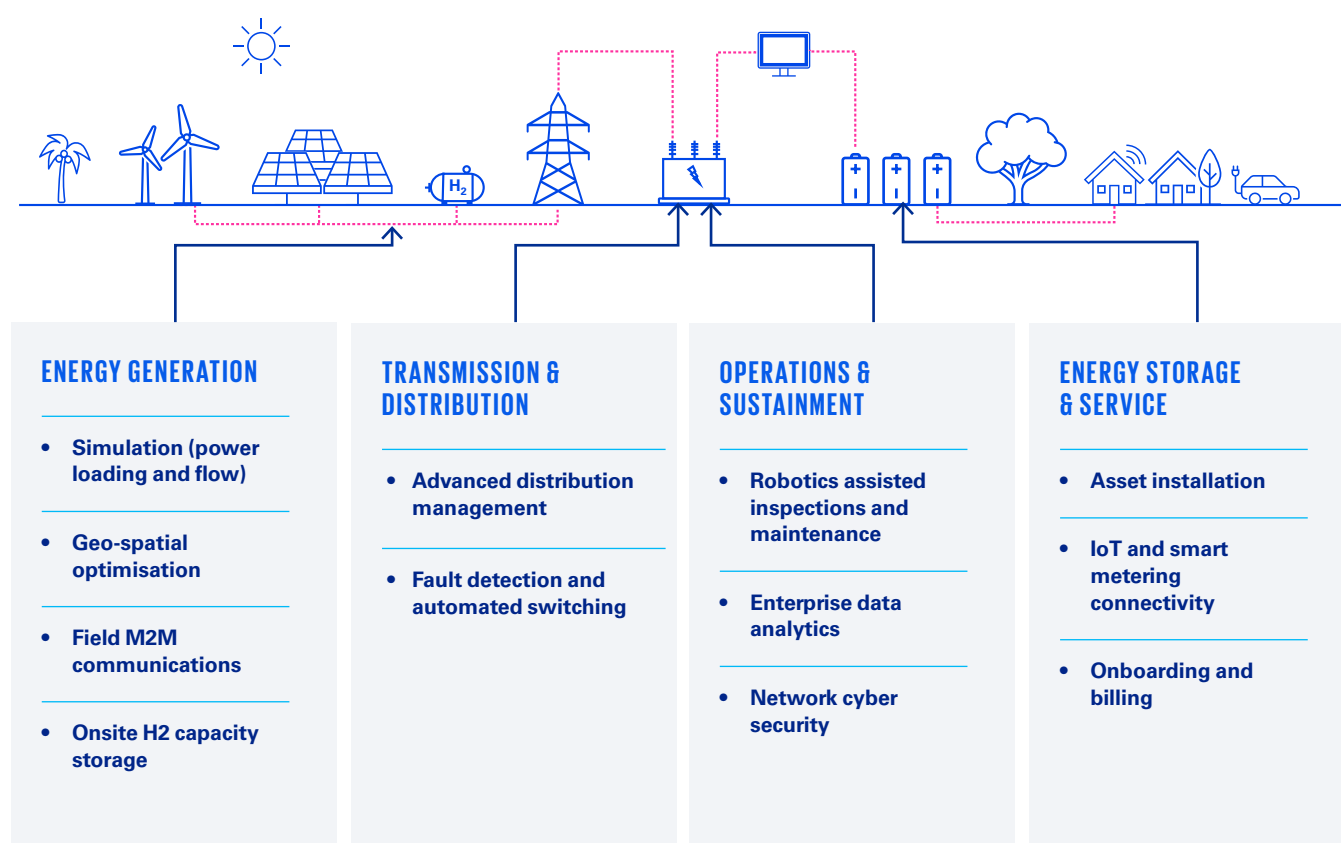 H2
+
-
+
-
+
-
ENERGY GENERATION
• Simulation (power
loading and flow)
• Geo-spatial
optimisation
• Field M2M
communications
• Onsite H2 capacity
storage
TRANSMISSION &
DISTRIBUTION
• Advanced distribution
management
• Fault detection and
automated switching
OPERATIONS &
SUSTAINMENT
• Robotics assisted
inspections and
maintenance
• Enterprise data
analytics
• Network cyber
security
ENERGY STORAGE
& SERVICE
• Asset installation
• IoT and smart
metering
connectivity
• Onboarding and
billing